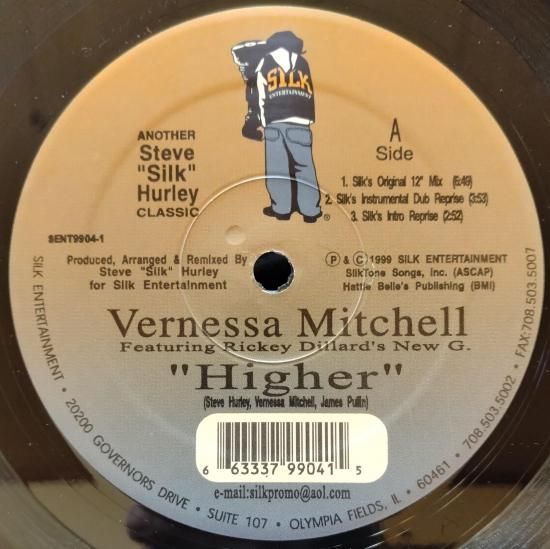 SILK
ENTERTAINMENT
ANOTHER
Steve
"Silk"
Hurley
CLASSIC
A
Side
1. Silk's Original 12" Mix (6:49)
2. Silk's Instrumental Dub Reprise (3:53)
3. Silk's Intro Reprise (2:52)
SENT9904-1
Produced, Arranged & Remixed By
Steve "Silk" Hurley
for Silk Entertainment
℗ & © 1999 SILK ENTERTAINMENT
SilkTone Songs, Inc. (ASCAP)
Hattie Belle's Publishing (BMI)
Vernessa Mitchell
Featuring Rickey Dillard's New G.
"Higher"
(Steve Hurley, Vernessa Mitchell, James Pullin)
6 63337 99041 5
e-mail:silkpromo@aol.com
SILK ENTERTAINMENT • 20200 GOVERNORS DRIVE • SUITE 107 • OLYMPIA FIELDS, IL • 60461 • 708.503.5002 • FAX:708.503.5007
®